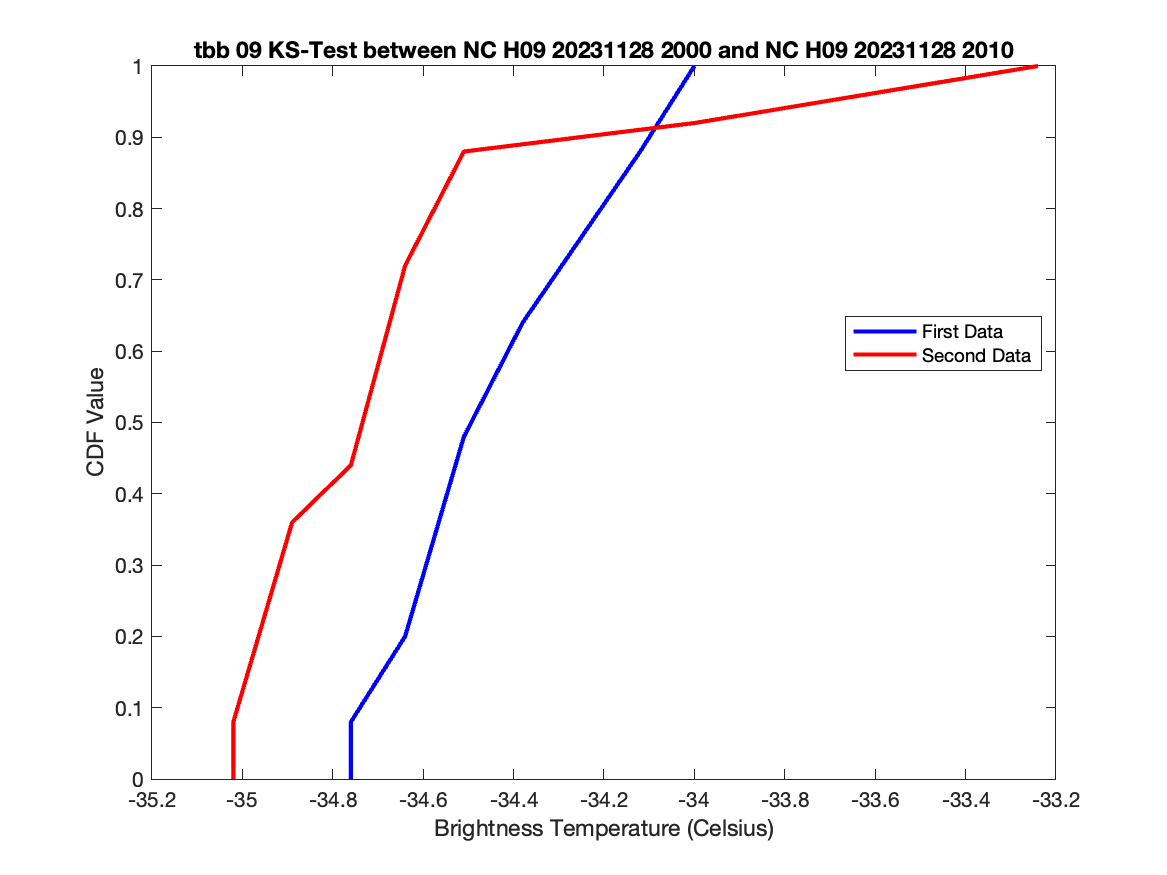 tbb 09 KS-Test between NC H09 20231128 2000 and NC H09 20231128 2010
1
0.9
0.8
0.7
0.6
0.5
0.4
0.3
0.2
0.1
0
CDF Value
First Data
Second Data
-35.2 -35 -34.8 -34.6 -34.4 -34.2 -34 -33.8 -33.6 -33.4 -33.2
Brightness Temperature (Celsius)